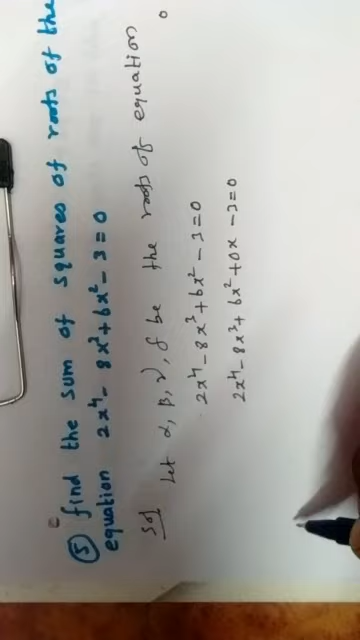 ⑤ find the sum of squares of roots of the
equation 2x⁴- 8x³+6x²-3=0
Sol Let α, β, γ, δ be the roots of equation
2x⁴-8x³+6x²-3=0
2x⁴-8x³+6x²+0x-3=0